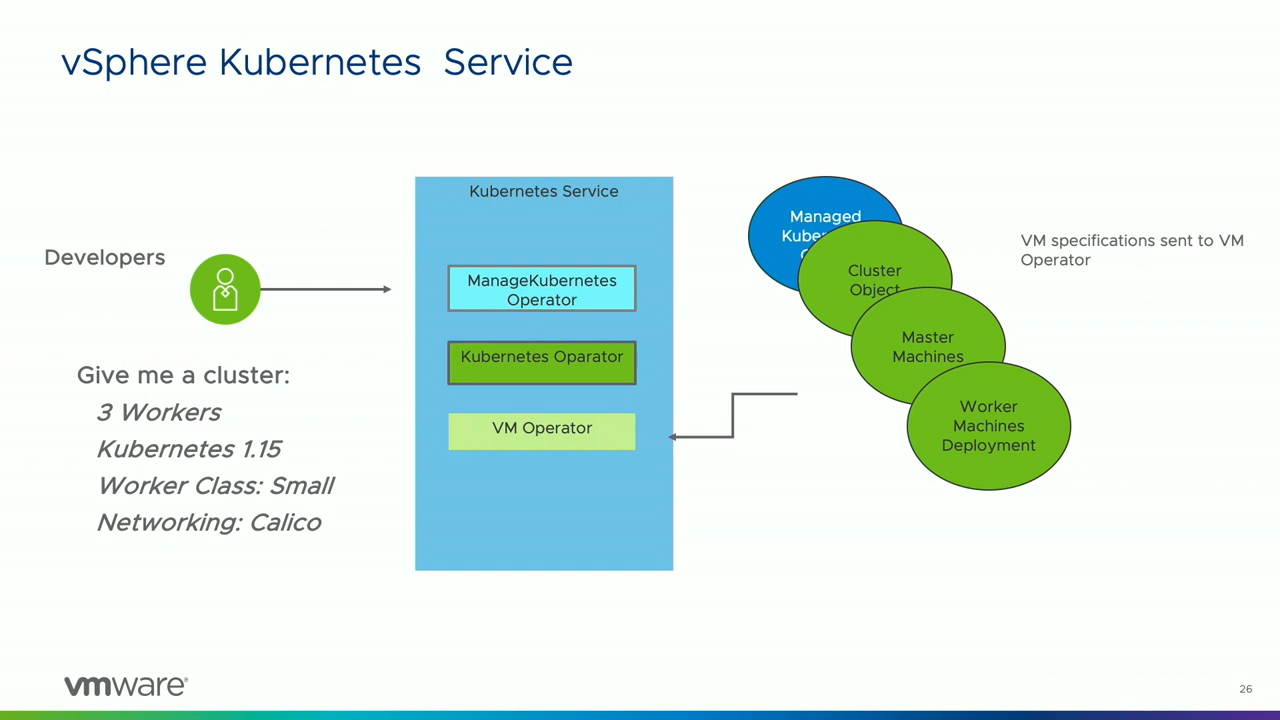 vSphere Kubernetes Service
Developers
Give me a cluster:
3 Workers
Kubernetes 1.15
Worker Class: Small
Networking: Calico
Kubernetes Service
ManageKubernetes
Operator
Kubernetes Oparator
VM Operator
Managed
Cluster
Object
Master
Machines
Worker
Machines
Deployment
VM specifications sent to VM
Operator
vmware
26